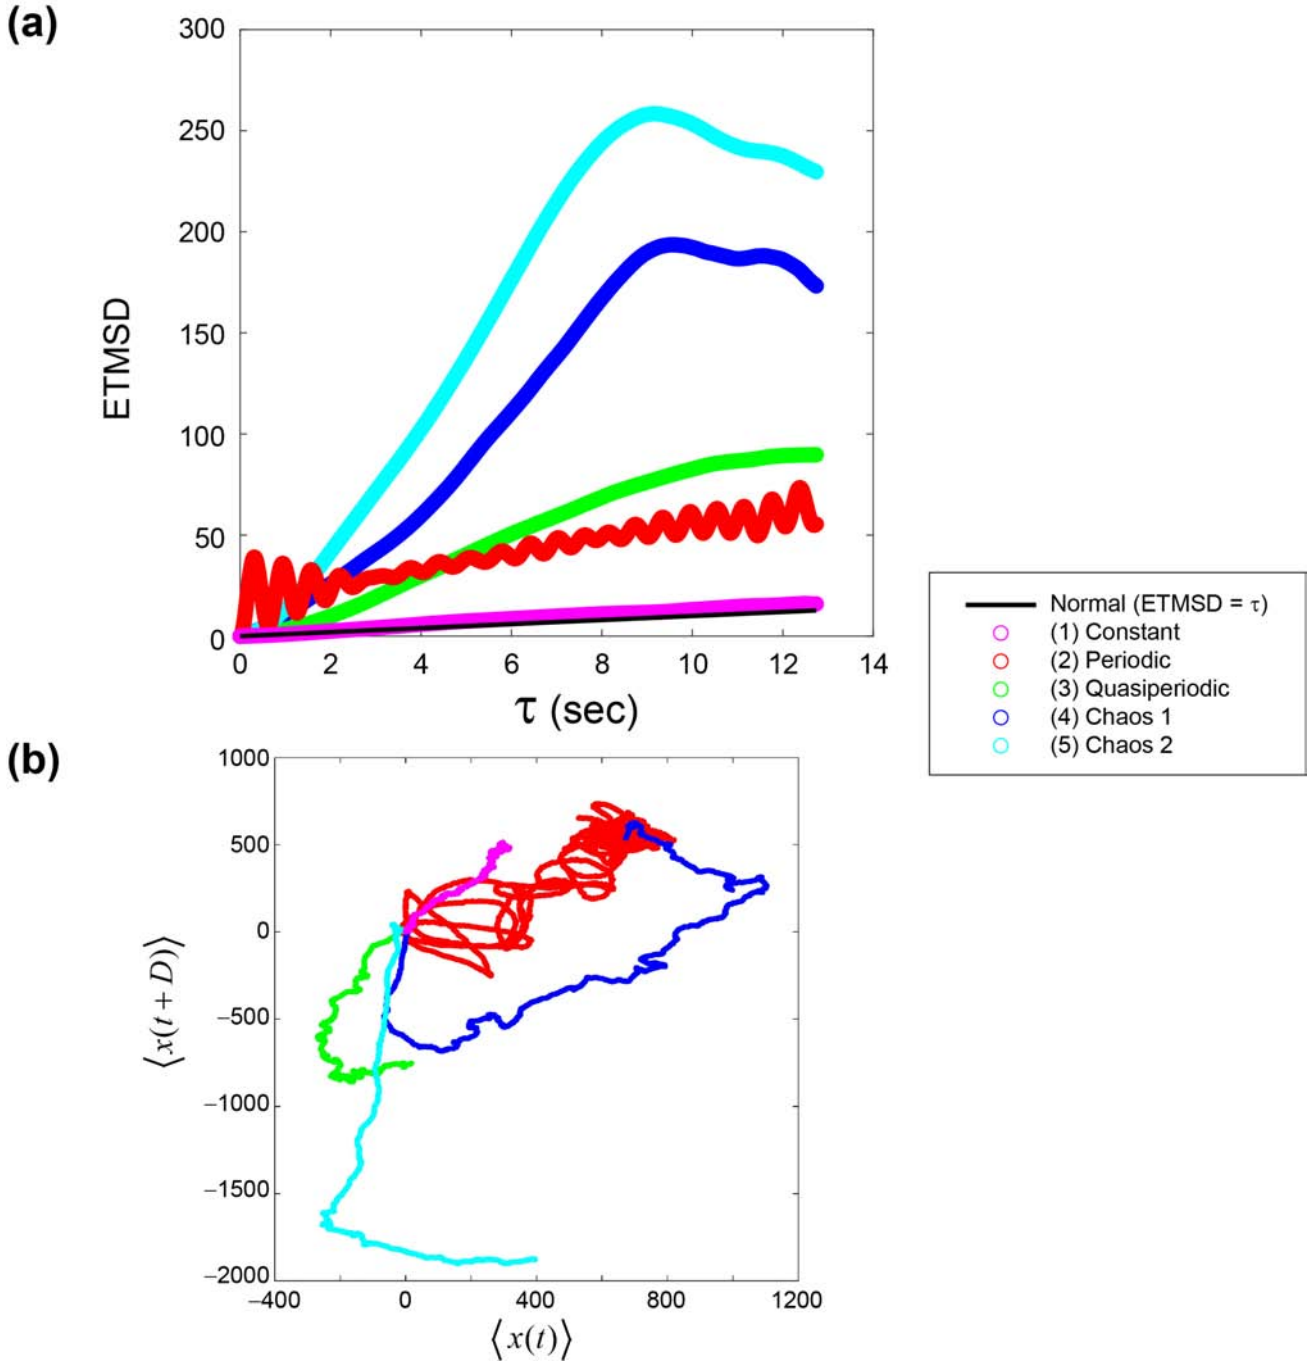 (a)
300
250
200
150
100
50
0
ETMSD
0 2 4 6 8 10 12 14
τ (sec)
Normal (ETMSD = τ)
(1) Constant
(2) Periodic
(3) Quasiperiodic
(4) Chaos 1
(5) Chaos 2
(b)
1000
500
0
−500
−1000
−1500
−2000
⟨x(t + D)⟩
−400 0 400 800 1200
⟨x(t)⟩